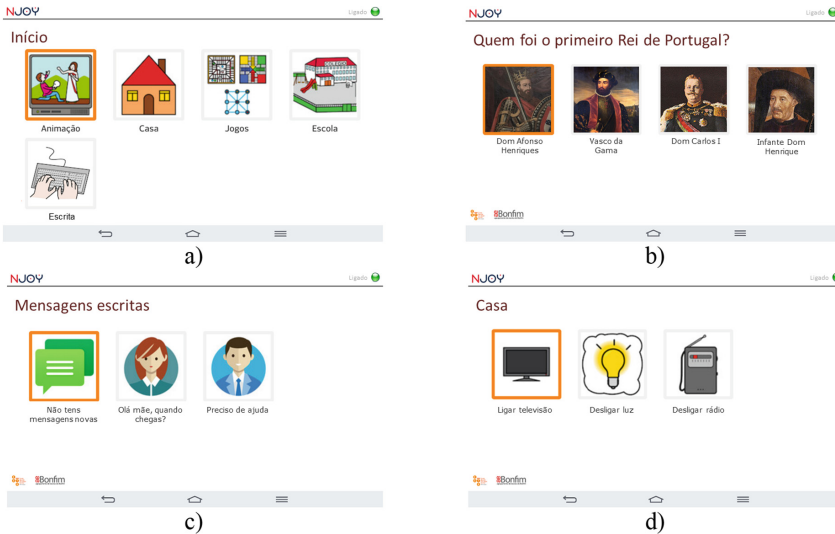 NJOY
Ligado
Início
Animação
Casa
Jogos
Escola
Escrita
a)
NJOY
Ligado
Quem foi o primeiro Rei de Portugal?
Dom Afonso
Henriques
Vasco da
Gama
Dom Carlos I
Infante Dom
Henrique
Bonfim
b)
NJOY
Ligado
Mensagens escritas
Não tens
mensagens novas
Olá mãe, quando
chegas?
Preciso de ajuda
Bonfim
c)
NJOY
Ligado
Casa
Ligar televisão
Desligar luz
Desligar rádio
Bonfim
d)